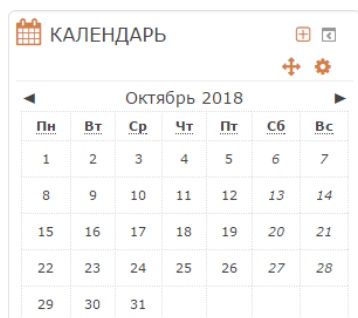 КАЛЕНДАРЬ
Октябрь 2018
Пн Вт Ср Чт Пт Сб Вс
1 2 3 4 5 6 7
8 9 10 11 12 13 14
15 16 17 18 19 20 21
22 23 24 25 26 27 28
29 30 31